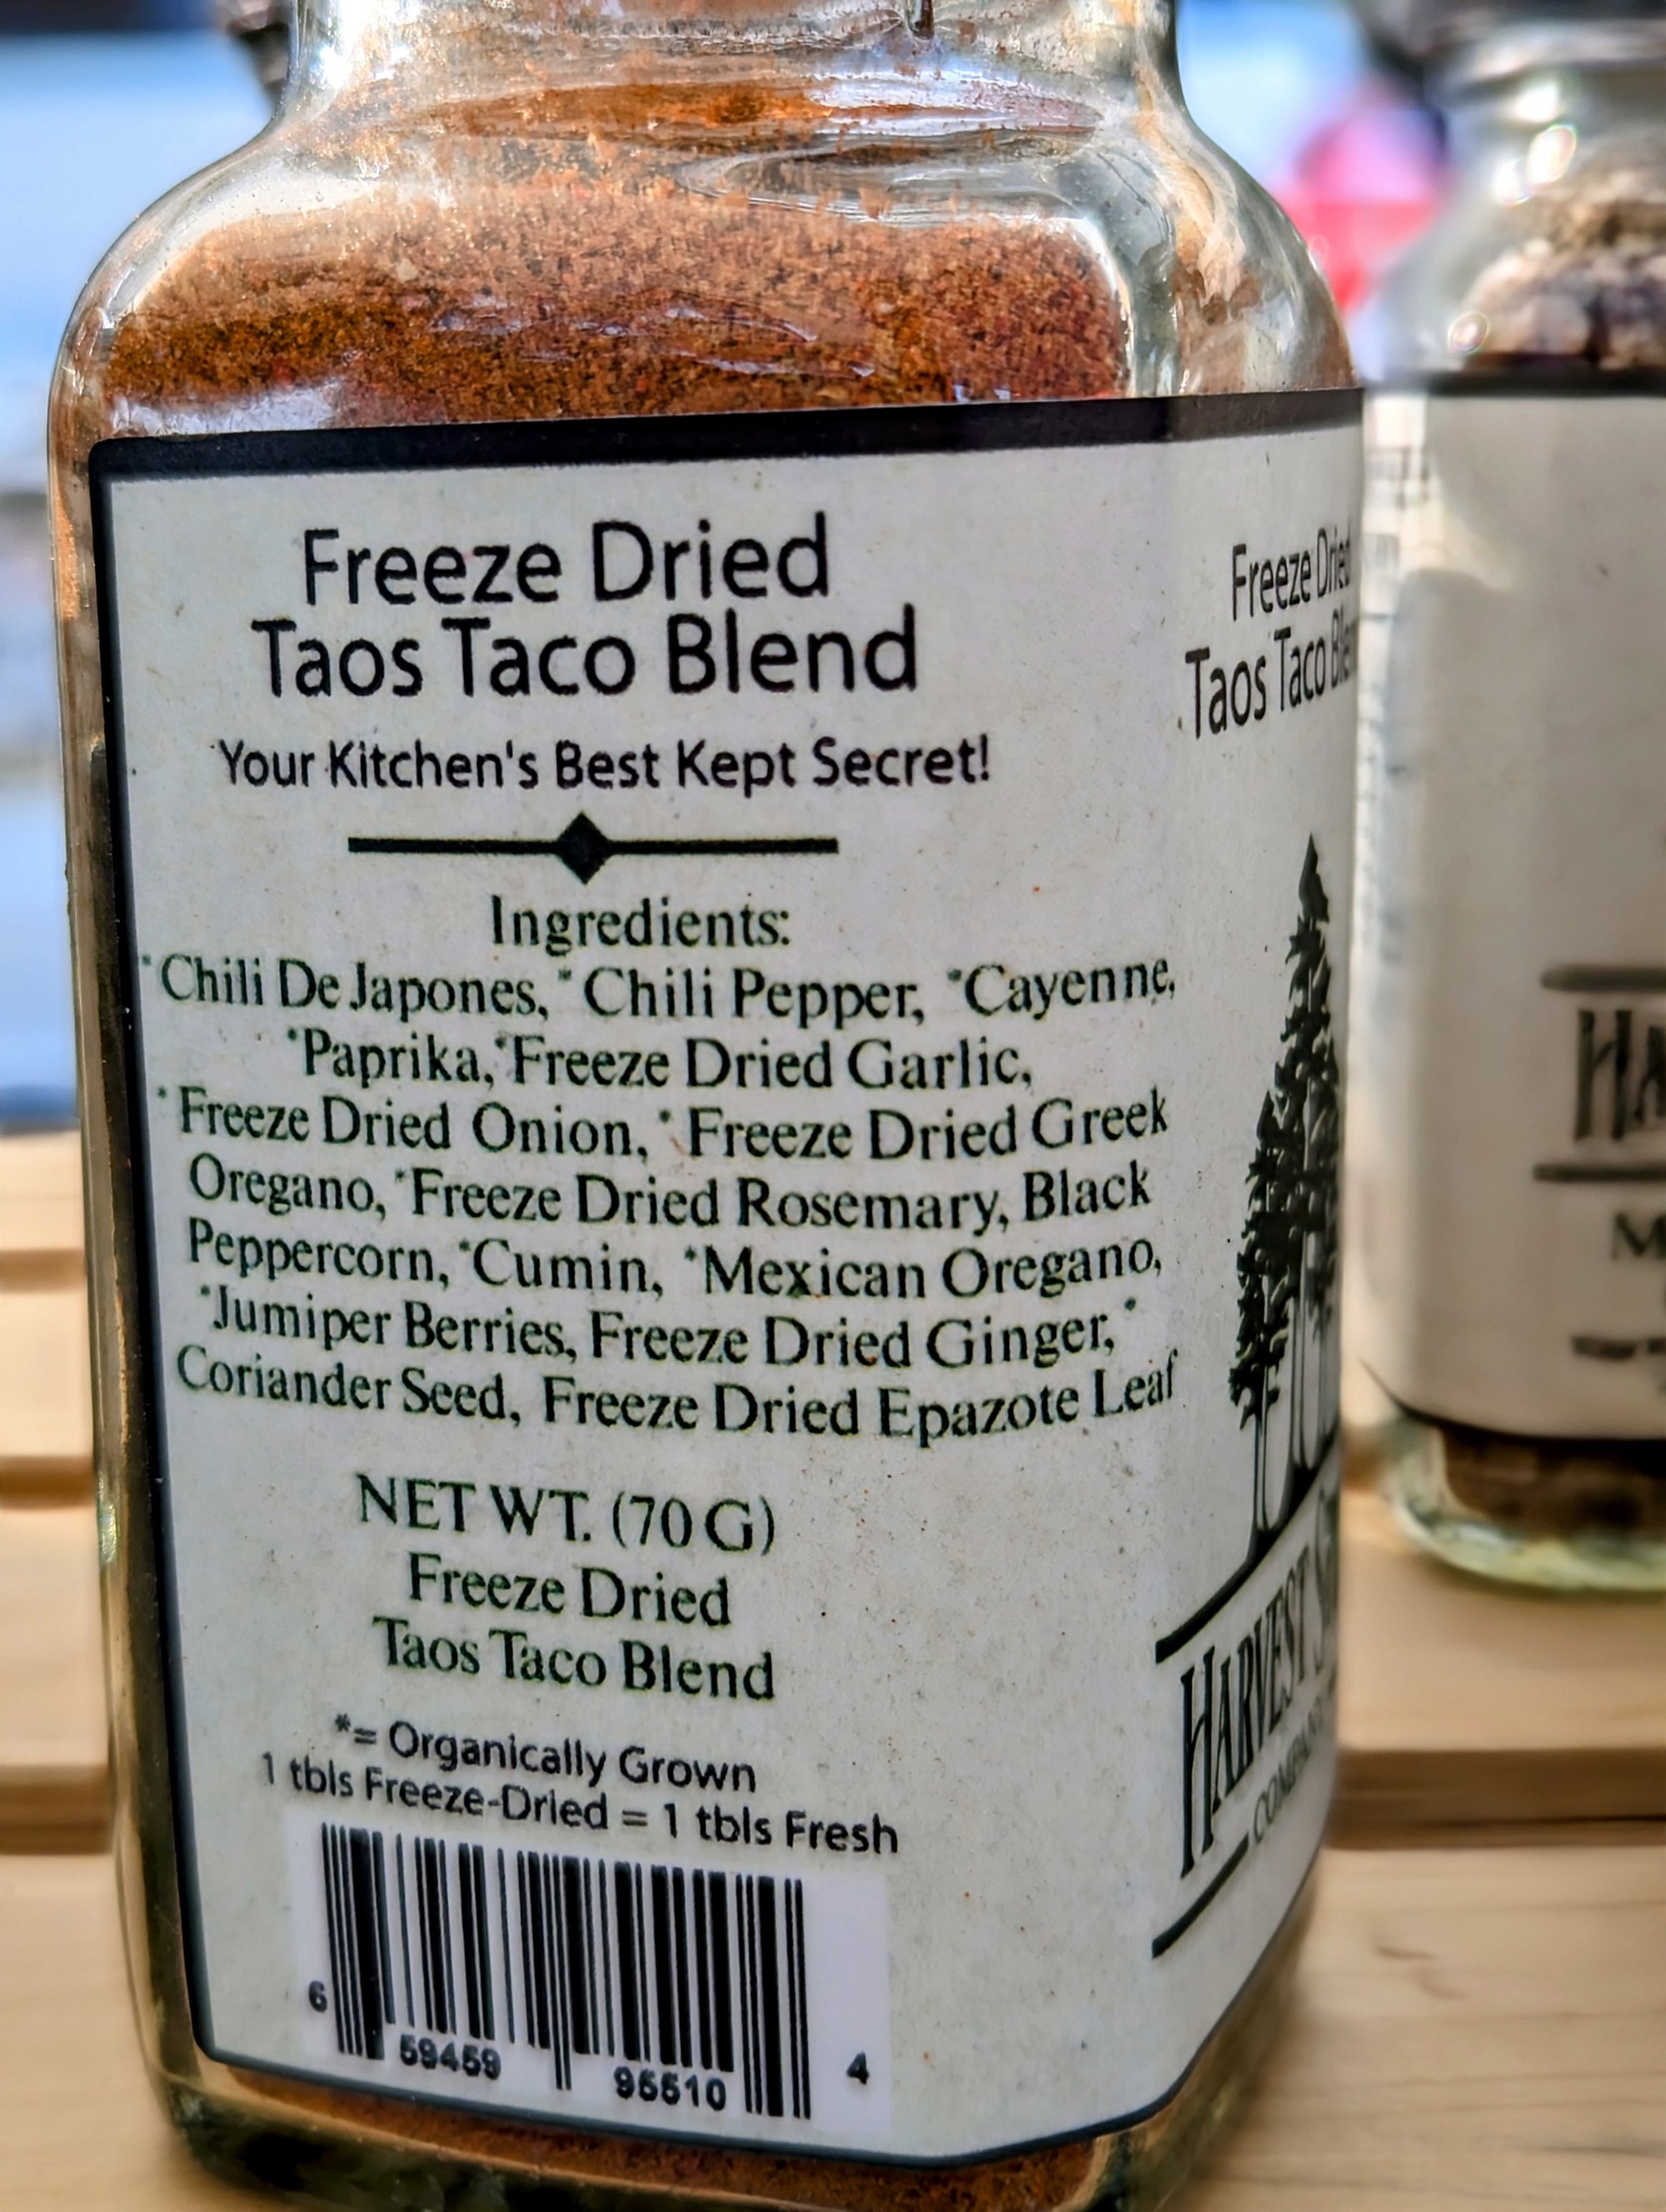 Freeze Dried
Taos Taco Blend
Your Kitchen's Best Kept Secret!
Ingredients:
*Chili De Japones, * Chili Pepper, *Cayenne,
*Paprika,*Freeze Dried Garlic,
* Freeze Dried Onion, * Freeze Dried Greek
Oregano, *Freeze Dried Rosemary, Black
Peppercorn, *Cumin, *Mexican Oregano,
*Jumiper Berries, Freeze Dried Ginger, *
Coriander Seed, Freeze Dried Epazote Leaf
NET WT. (70 G)
Freeze Dried
Taos Taco Blend
*= Organically Grown
1 tbls Freeze-Dried = 1 tbls Fresh
6 59459 95510 4
Freeze Dried
Taos Taco
HARVEST